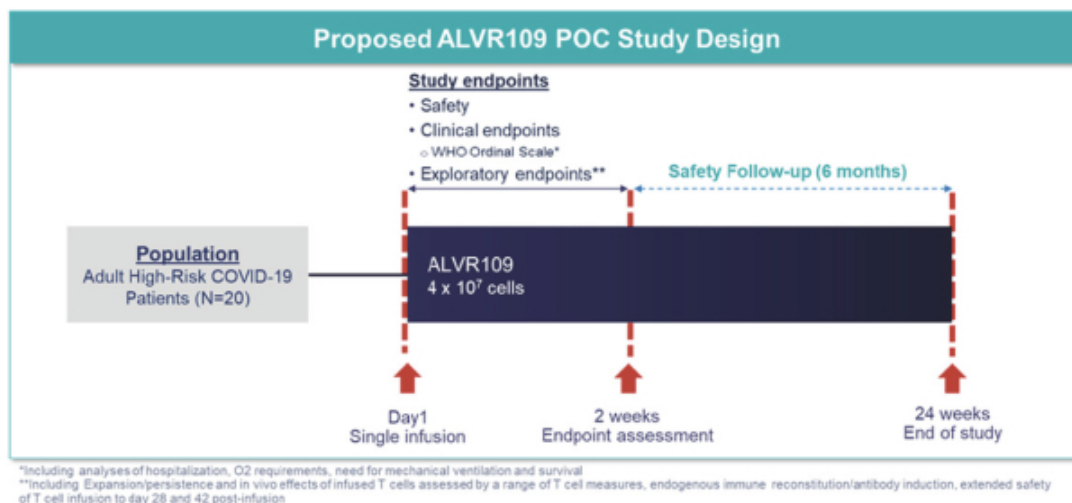 Proposed ALVR109 POC Study Design
Study endpoints
• Safety
• Clinical endpoints
○ WHO Ordinal Scale*
• Exploratory endpoints**
Safety Follow-up (6 months)
Population
Adult High-Risk COVID-19
Patients (N=20)
ALVR109
4 x 10⁷ cells
Day1
Single infusion
2 weeks
Endpoint assessment
24 weeks
End of study
*Including analyses of hospitalization, O2 requirements, need for mechanical ventilation and survival
**Including Expansion/persistence and in vivo effects of infused T cells assessed by a range of T cell measures, endogenous immune reconstitution/antibody induction, extended safety
of T cell infusion to day 28 and 42 post-infusion